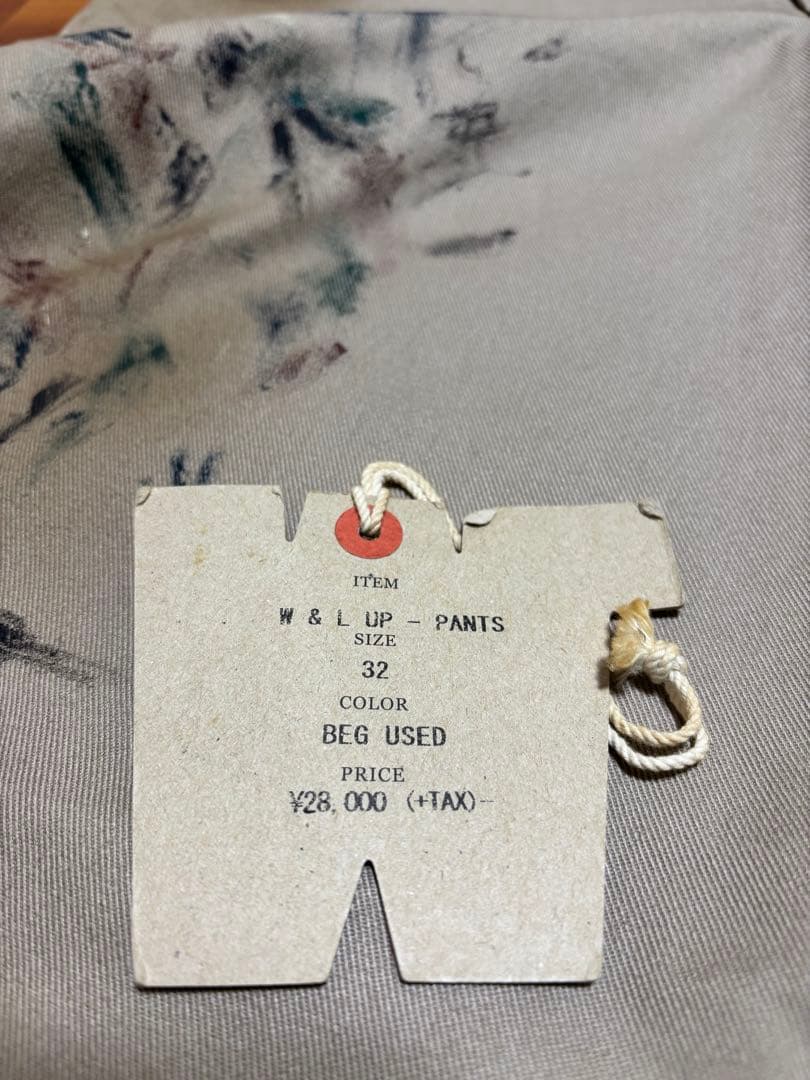 ITEM
W & L UP - PANTS
SIZE
32
COLOR
BEG USED
PRICE
¥28,000 (+TAX)-